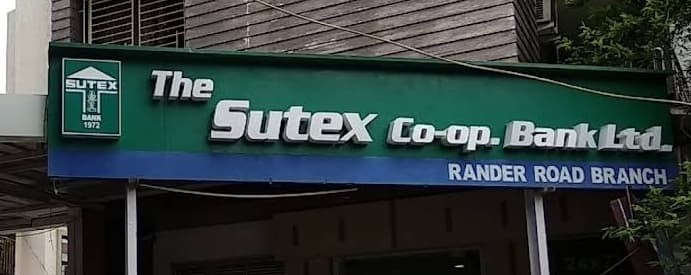 SUTEX
BANK
1972
The
Sutex Co-op. Bank Ltd.
RANDER ROAD BRANCH